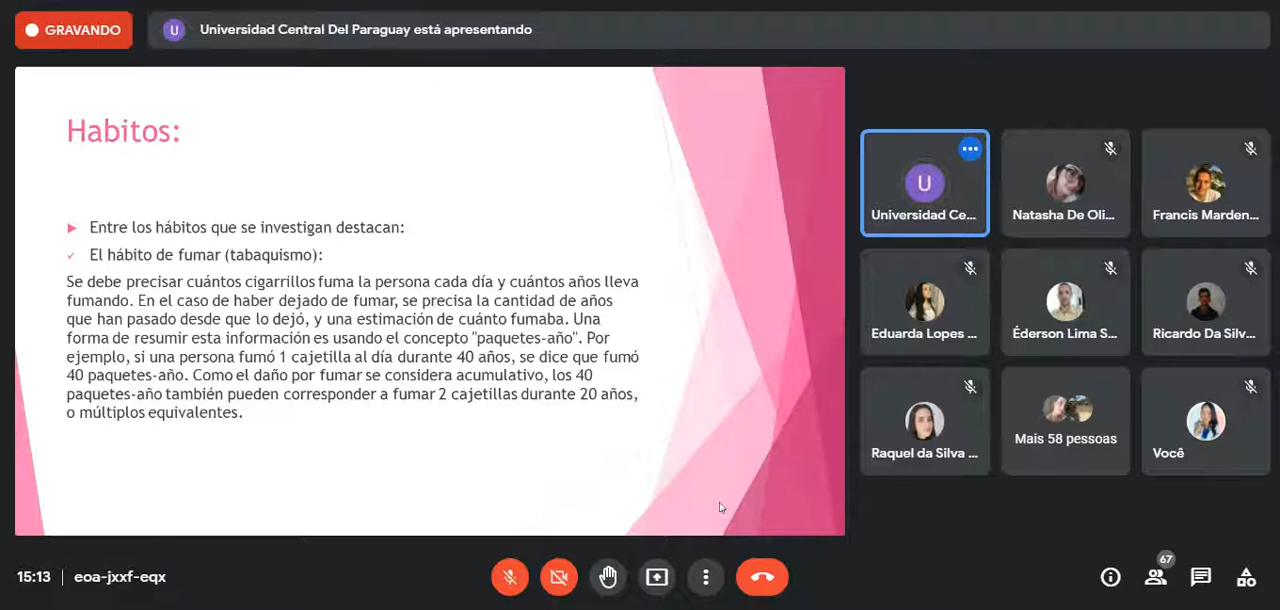 GRAVANDO
U
Universidad Central Del Paraguay está apresentando
Habitos:
Entre los hábitos que se investigan destacan:
El hábito de fumar (tabaquismo):
Se debe precisar cuántos cigarrillos fuma la persona cada día y cuántos años lleva
fumando. En el caso de haber dejado de fumar, se precisa la cantidad de años
que han pasado desde que lo dejó, y una estimación de cuánto fumaba. Una
forma de resumir esta información es usando el concepto "paquetes-año". Por
ejemplo, si una persona fumó 1 cajetilla al día durante 40 años, se dice que fumó
40 paquetes-año. Como el daño por fumar se considera acumulativo, los 40
paquetes-año también pueden corresponder a fumar 2 cajetillas durante 20 años,
o múltiplos equivalentes.
U
Universidad Ce...
Natasha De Oli...
Francis Marden...
Eduarda Lopes ...
Éderson Lima S...
Ricardo Da Silv...
Raquel da Silva ...
Mais 58 pessoas
Você
15:13 | eoa-jxxf-eqx
67